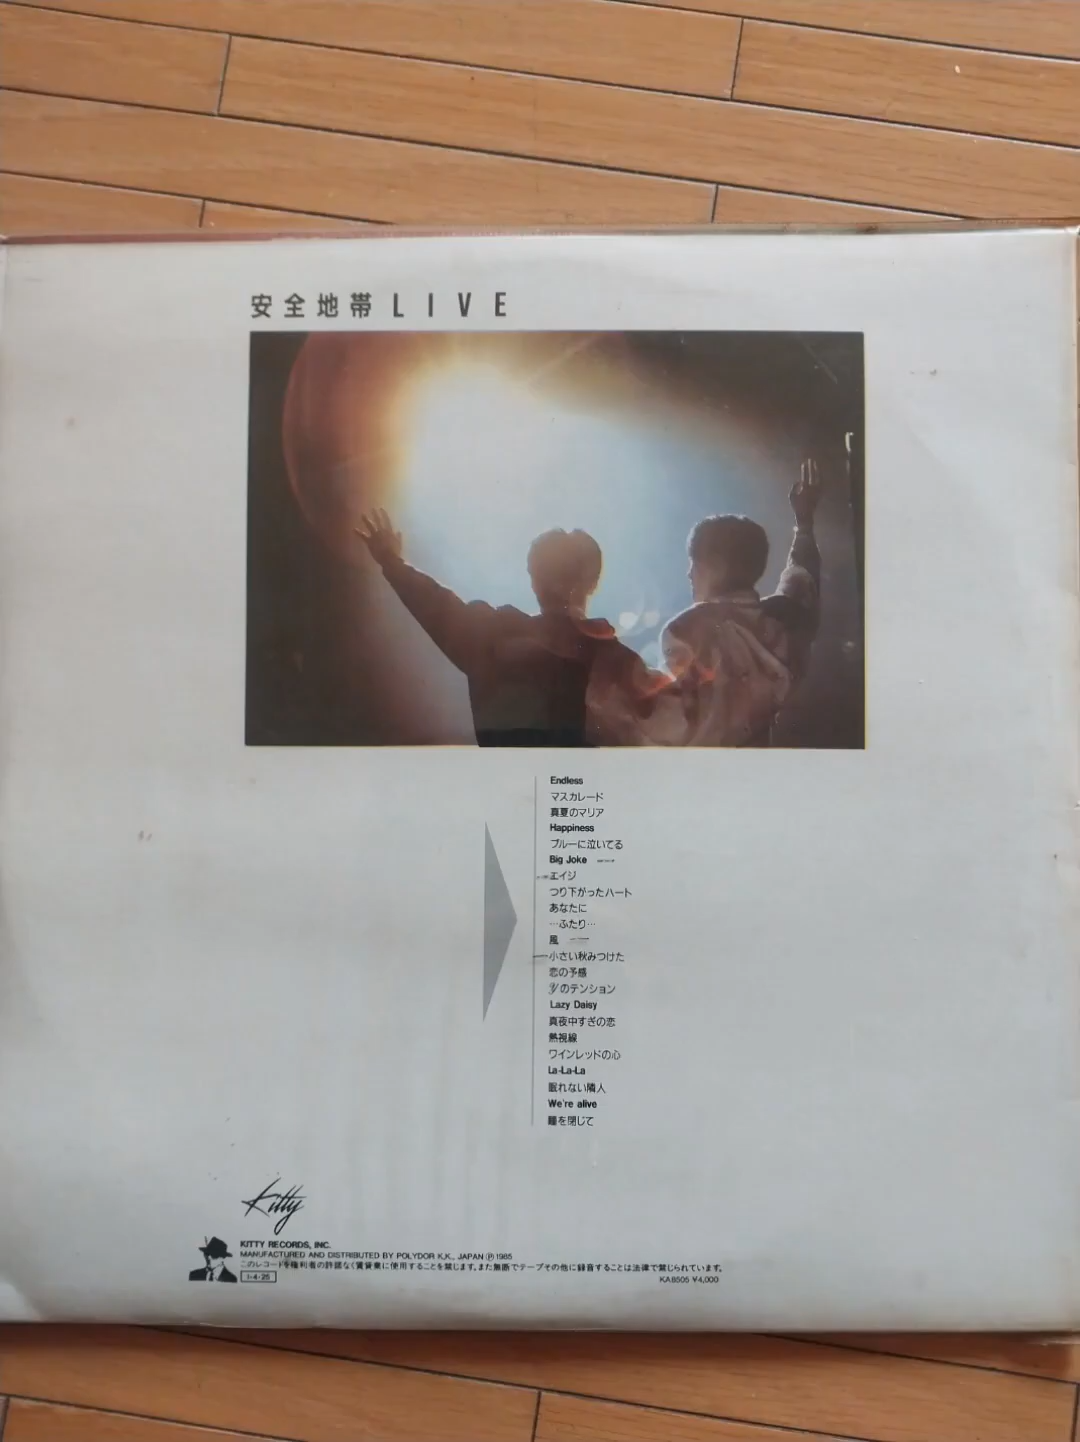 安全地帯LIVE
Endless
マスカレード
真夏のマリア
Happiness
ブルーに泣いてる
Big Joke
エイジ
つり下がったハート
あなたに
…ふたり…
風
小さい秋みつけた
恋の予感
yのテンション
Lazy Daisy
真夜中すぎの恋
熱視線
ワインレッドの心
La-La-La
眠れない隣人
We're alive
瞳を閉じて
Kitty
KITTY RECORDS, INC.
MANUFACTURED AND DISTRIBUTED BY POLYDOR K.K., JAPAN Ⓟ1985
このレコードを権利者の許諾なく賃貸業に使用することを禁じます。また無断でテープその他に録音することは法律で禁じられています。
I-4-25
KA8505 ¥4,000